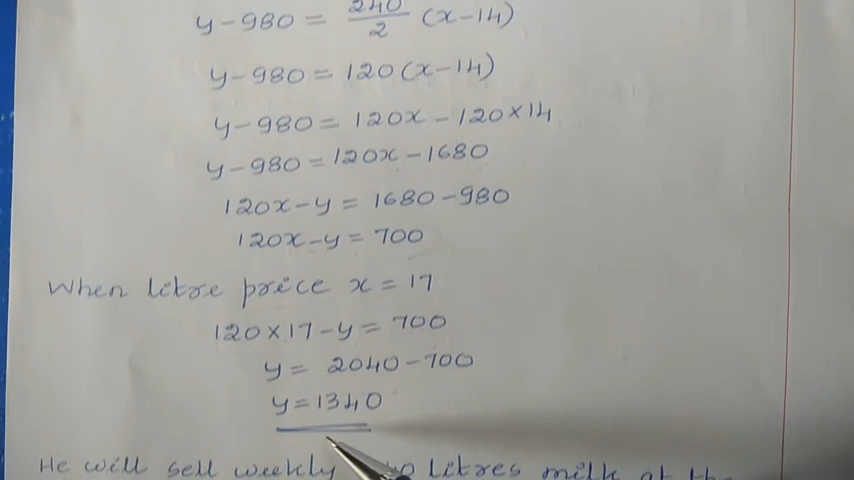 y-980 = 240/2 (x-14)
y-980 = 120(x-14)
y-980 = 120x-120×14
y-980 = 120x-1680
120x-y = 1680-980
120x-y = 700
When litre price x = 17
120×17-y = 700
y = 2040-700
y = 1340
He will sell weekly litres milk at the